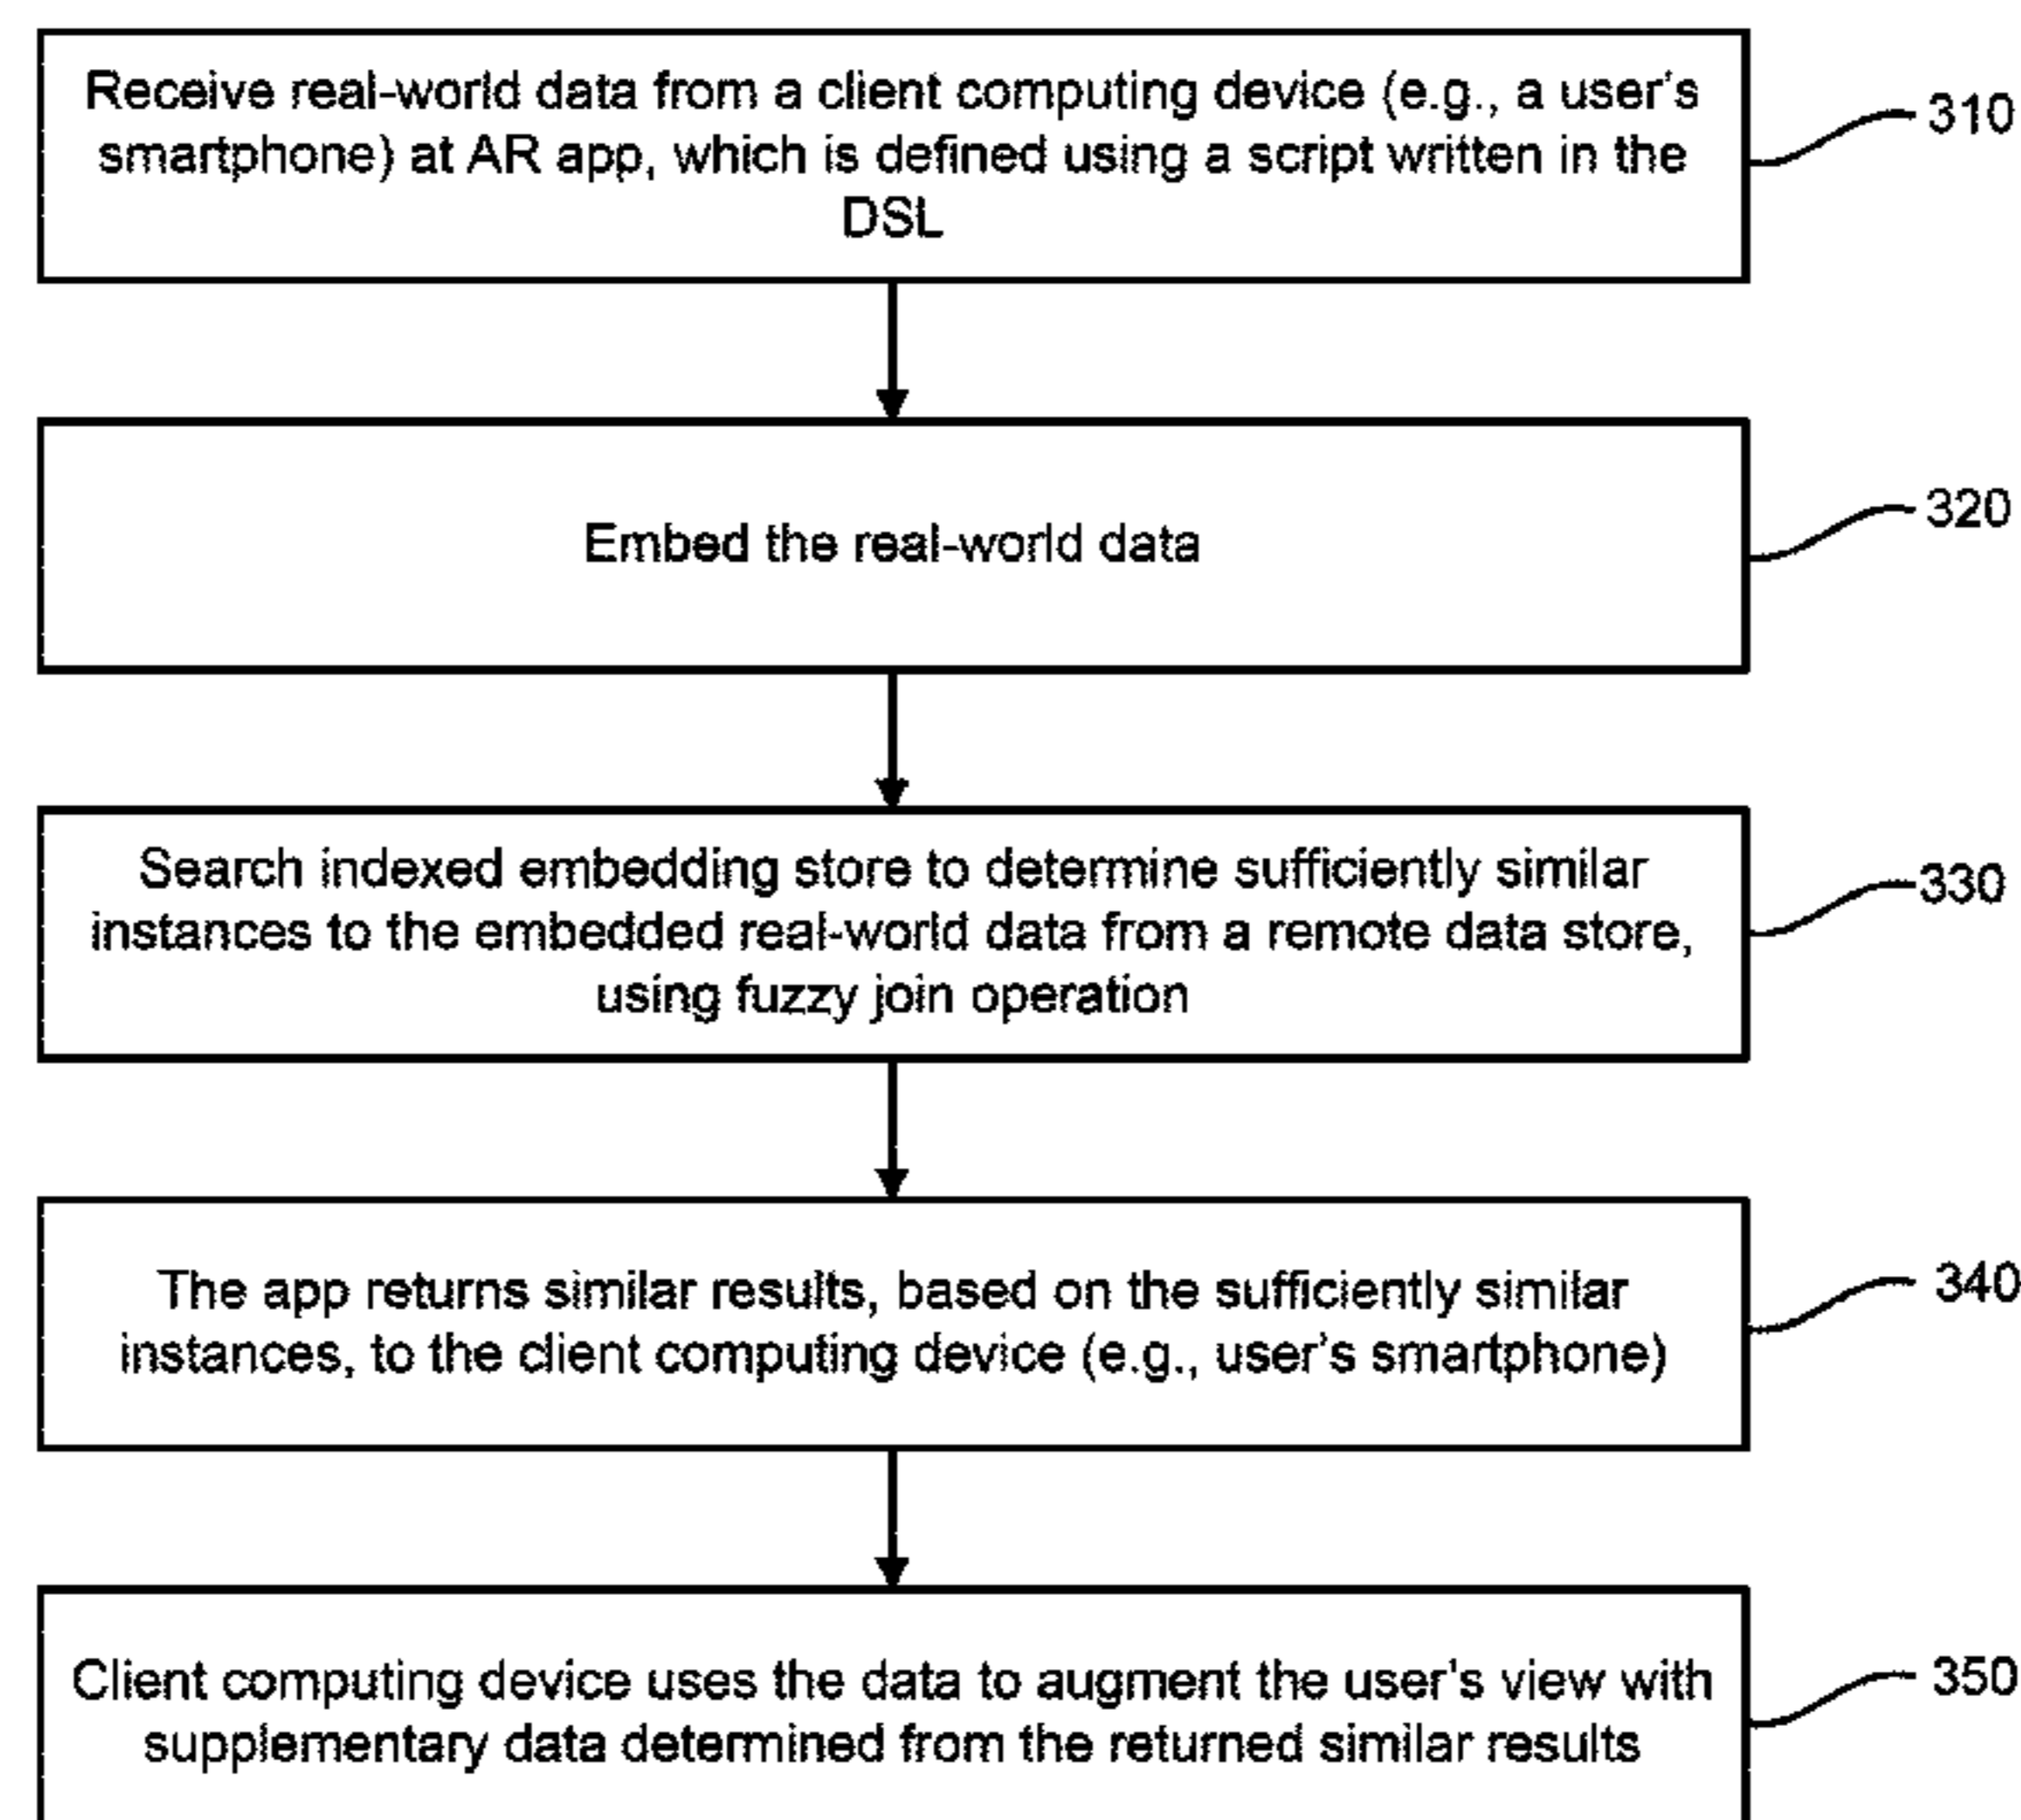 Receive real-world data from a client computing device (e.g., a user's
smartphone) at AR app, which is defined using a script written in the
DSL
310
Embed the real-world data
320
Search indexed embedding store to determine sufficiently similar
instances to the embedded real-world data from a remote data store,
using fuzzy join operation
330
The app returns similar results, based on the sufficiently similar
instances, to the client computing device (e.g., user's smartphone)
340
Client computing device uses the data to augment the user's view with
supplementary data determined from the returned similar results
350